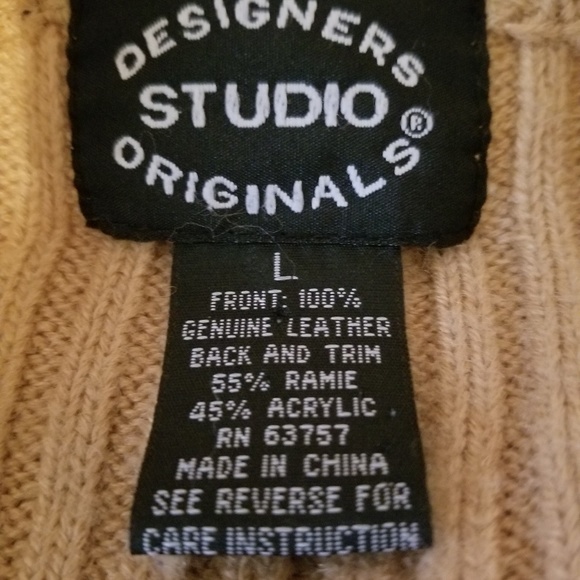 DESIGNERS
STUDIO ®
ORIGINALS
L
FRONT: 100%
GENUINE LEATHER
BACK AND TRIM
55% RAMIE
45% ACRYLIC
RN 63757
MADE IN CHINA
SEE REVERSE FOR
CARE INSTRUCTION